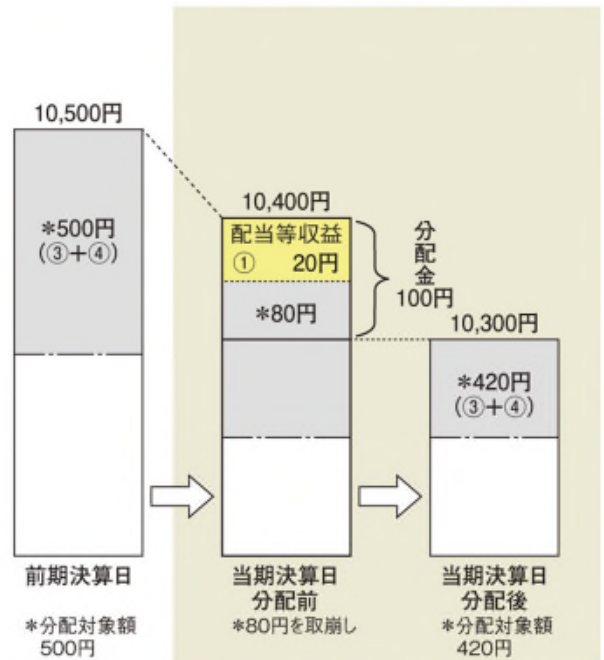 10,500円
*500円
(③+④)
10,400円
配当等収益
① 20円
*80円
分配金
100円
10,300円
*420円
(③+④)
前期決算日
*分配対象額
500円
当期決算日
分配前
*80円を取崩し
当期決算日
分配後
*分配対象額
420円